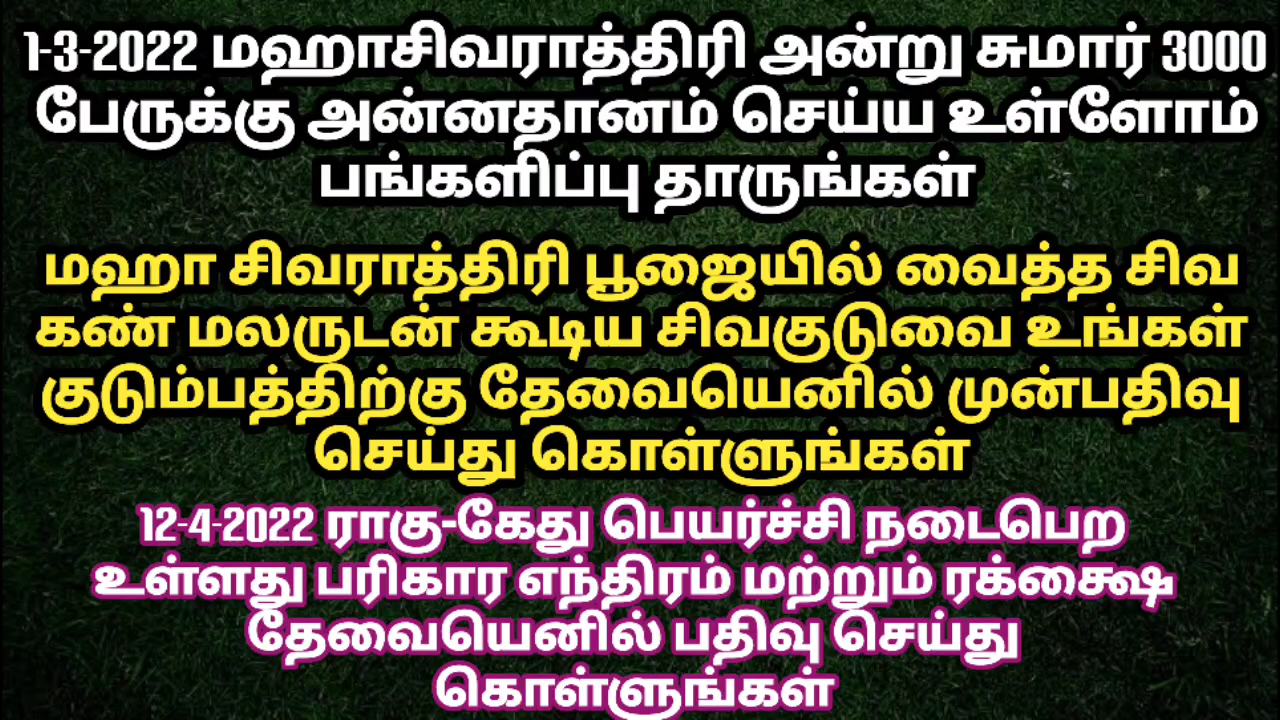 1-3-2022 மஹாசிவராத்திரி அன்று சுமார் 3000
பேருக்கு அன்னதானம் செய்ய உள்ளோம்
பங்களிப்பு தாருங்கள்
மஹா சிவராத்திரி பூஜையில் வைத்த சிவ
கண் மலருடன் கூடிய சிவகுடுவை உங்கள்
குடும்பத்திற்கு தேவையெனில் முன்பதிவு
செய்து கொள்ளுங்கள்
12-4-2022 ராகு-கேது பெயர்ச்சி நடைபெற
உள்ளது பரிகார எந்திரம் மற்றும் ரக்க்ஷை
தேவையெனில் பதிவு செய்து
கொள்ளுங்கள்